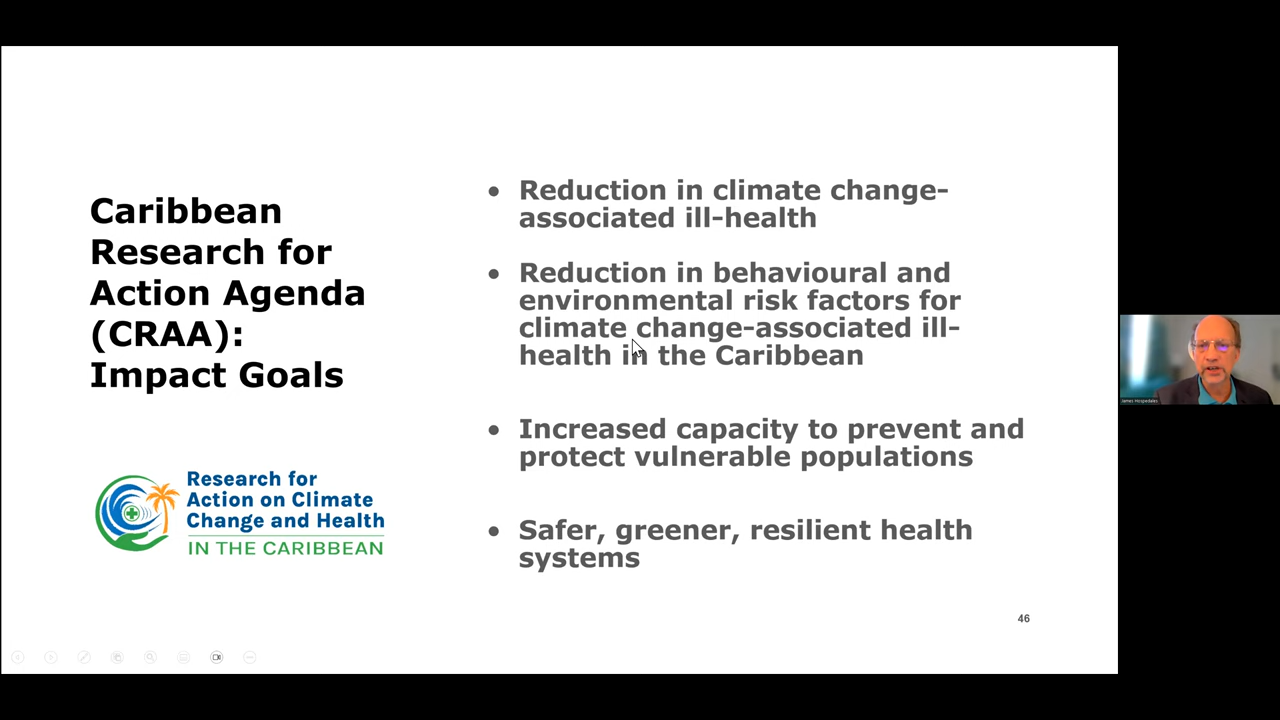 Caribbean
Research for
Action Agenda
(CRAA):
Impact Goals
Research for
Action on Climate
Change and Health
IN THE CARIBBEAN
• Reduction in climate change-
associated ill-health
• Reduction in behavioural and
environmental risk factors for
climate change-associated ill-
health in the Caribbean
• Increased capacity to prevent and
protect vulnerable populations
• Safer, greener, resilient health
systems
46
James Hospedales